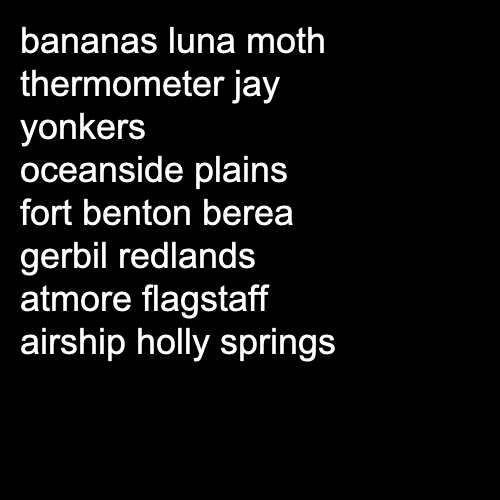 bananas luna moth
thermometer jay
yonkers
oceanside plains
fort benton berea
gerbil redlands
atmore flagstaff
airship holly springs